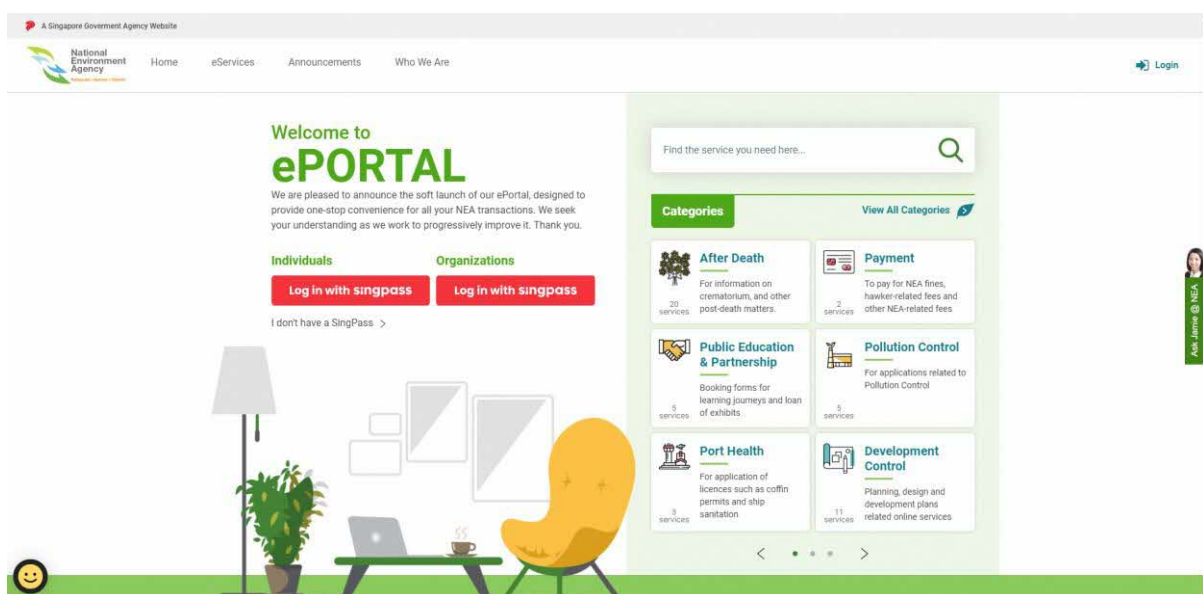 A Singapore Goverment Agency Website
National
Environment
Agency
Home
eServices
Announcements
Who We Are
Login
Welcome to
ePORTAL
We are pleased to announce the soft launch of our ePortal, designed to
provide one-stop convenience for all your NEA transactions. We seek
your understanding as we work to progressively improve it. Thank you.
Individuals
Organizations
Log in with singpass
Log in with singpass
I don't have a SingPass >
Find the service you need here...
Categories
View All Categories
After Death
For information on
crematorium, and other
post-death matters.
20
services
Payment
To pay for NEA fines,
hawker-related fees and
other NEA-related fees
2
services
Public Education
& Partnership
Booking forms for
learning journeys and loan
of exhibits
5
services
Pollution Control
For applications related to
Pollution Control
5
services
Port Health
For application of
licences such as coffin
permits and ship
sanitation
3
services
Development
Control
Planning, design and
development plans
related online services
11
services
Ask Jamie @ NEA